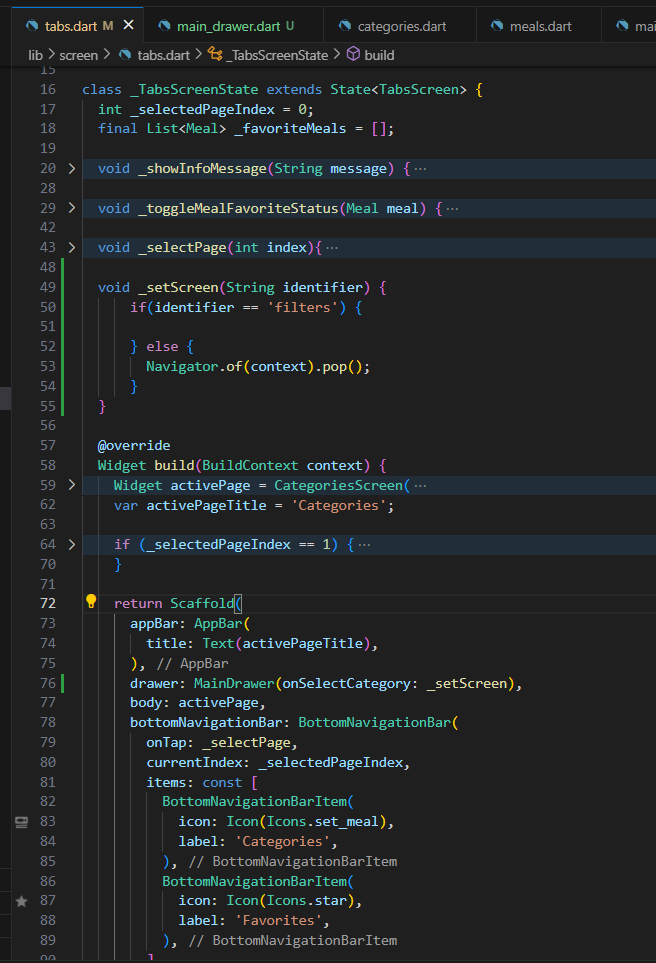 tabs.dart M
main_drawer.dart U
categories.dart
meals.dart
mai
lib > screen > tabs.dart > _TabsScreenState > build
15
16 class _TabsScreenState extends State<TabsScreen> {
17 int _selectedPageIndex = 0;
18 final List<Meal> _favoriteMeals = [];
19
20 > void _showInfoMessage(String message) { ...
28
29 > void _toggleMealFavoriteStatus(Meal meal) { ...
42
43 > void _selectPage(int index){ ...
48
49 void _setScreen(String identifier) {
50 if(identifier == 'filters') {
51
52 } else {
53 Navigator.of(context).pop();
54 }
55 }
56
57 @override
58 Widget build(BuildContext context) {
59 > Widget activePage = CategoriesScreen( ...
62 var activePageTitle = 'Categories';
63
64 > if (_selectedPageIndex == 1) { ...
70 }
71
72 return Scaffold(
73 appBar: AppBar(
74 title: Text(activePageTitle),
75 ), // AppBar
76 drawer: MainDrawer(onSelectCategory: _setScreen),
77 body: activePage,
78 bottomNavigationBar: BottomNavigationBar(
79 onTap: _selectPage,
80 currentIndex: _selectedPageIndex,
81 items: const [
82 BottomNavigationBarItem(
83 icon: Icon(Icons.set_meal),
84 label: 'Categories',
85 ), // BottomNavigationBarItem
86 BottomNavigationBarItem(
87 icon: Icon(Icons.star),
88 label: 'Favorites',
89 ), // BottomNavigationBarItem
90 ]